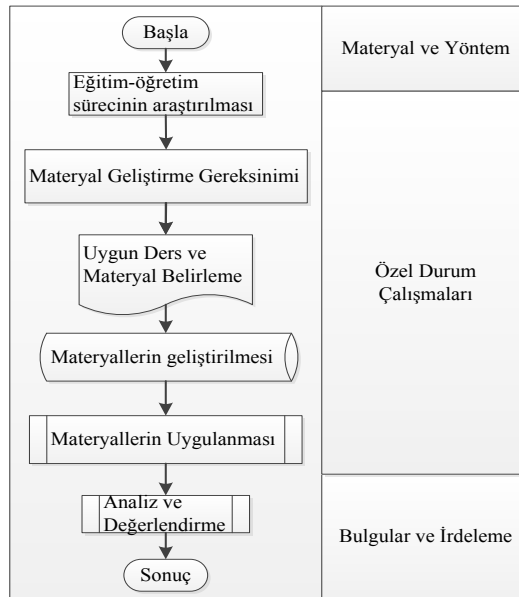 Başla
Eğitim-öğretim
sürecinin araştırılması
Materyal Geliştirme Gereksinimi
Uygun Ders ve
Materyal Belirleme
Materyallerin geliştirilmesi
Materyallerin Uygulanması
Analiz ve
Değerlendirme
Sonuç
Materyal ve Yöntem
Özel Durum
Çalışmaları
Bulgular ve İrdeleme